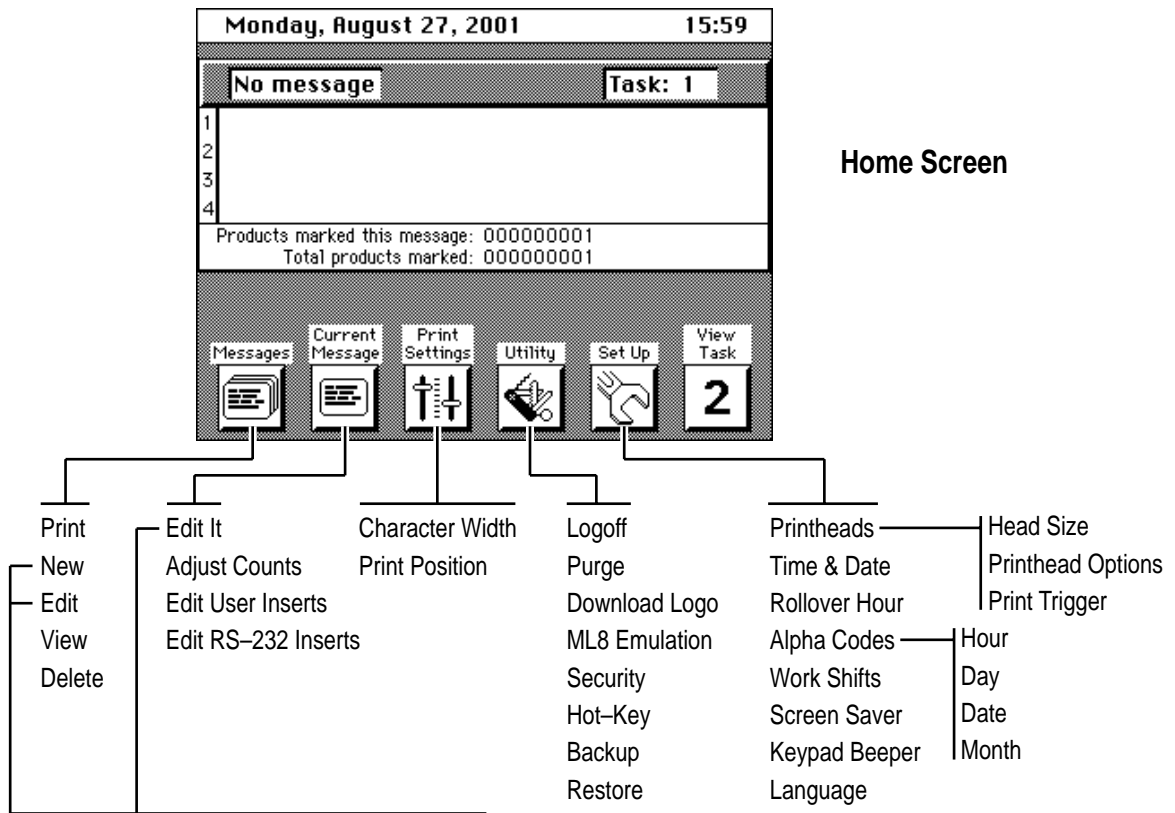 Monday, August 27, 2001 15:59
No message Task: 1
1
2
3
4
Products marked this message: 000000001
Total products marked: 000000001
Home Screen
Messages
Current Message
Print Settings
Utility
Set Up
View Task
2
Print
New
Edit
View
Delete
Edit It
Adjust Counts
Edit User Inserts
Edit RS–232 Inserts
Character Width
Print Position
Logoff
Purge
Download Logo
ML8 Emulation
Security
Hot–Key
Backup
Restore
Printheads
Time & Date
Rollover Hour
Alpha Codes
Work Shifts
Screen Saver
Keypad Beeper
Language
Head Size
Printhead Options
Print Trigger
Hour
Day
Date
Month